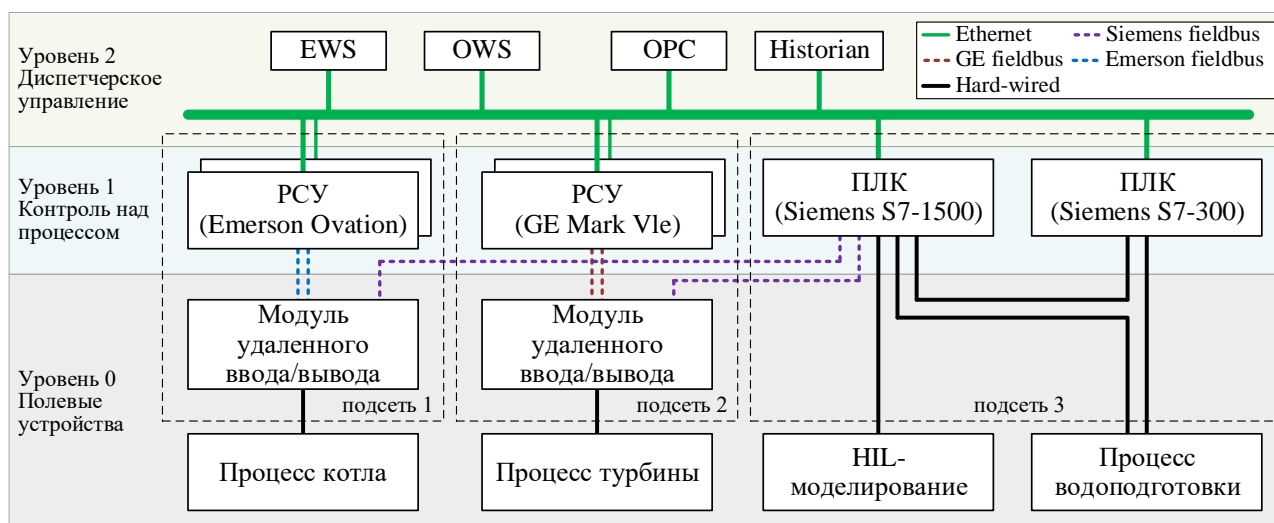 Уровень 2
Диспетчерское
управление
EWS
OWS
OPC
Historian
Ethernet
Siemens fieldbus
GE fieldbus
Emerson fieldbus
Hard-wired
Уровень 1
Контроль над
процессом
РСУ
(Emerson Ovation)
РСУ
(GE Mark Vle)
ПЛК
(Siemens S7-1500)
ПЛК
(Siemens S7-300)
Уровень 0
Полевые
устройства
Модуль
удаленного
ввода/вывода
Модуль
удаленного
ввода/вывода
подсеть 1
подсеть 2
подсеть 3
Процесс котла
Процесс турбины
HIL-
моделирование
Процесс
водоподготовки